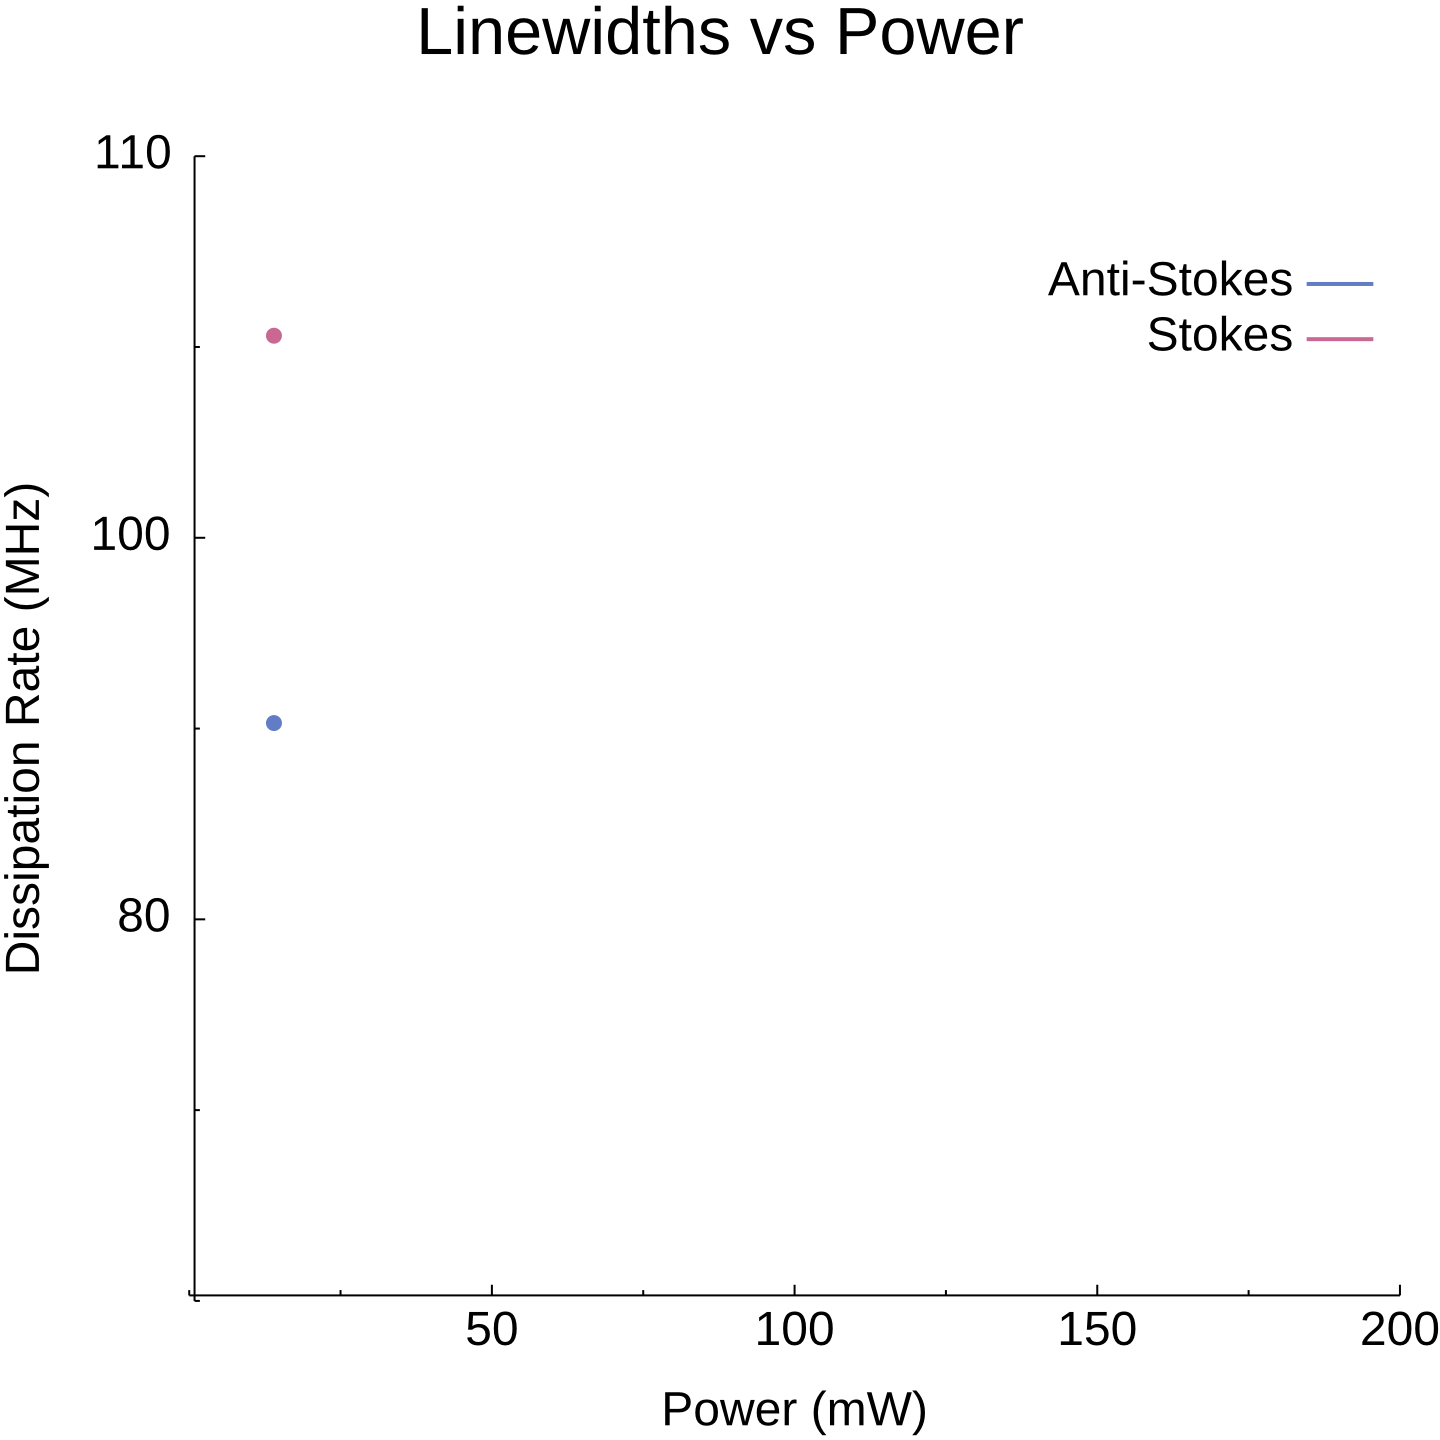 Linewidths vs Power
110
Anti-Stokes
Stokes
100
Dissipation Rate (MHz)
80
50
100
150
200
Power (mW)